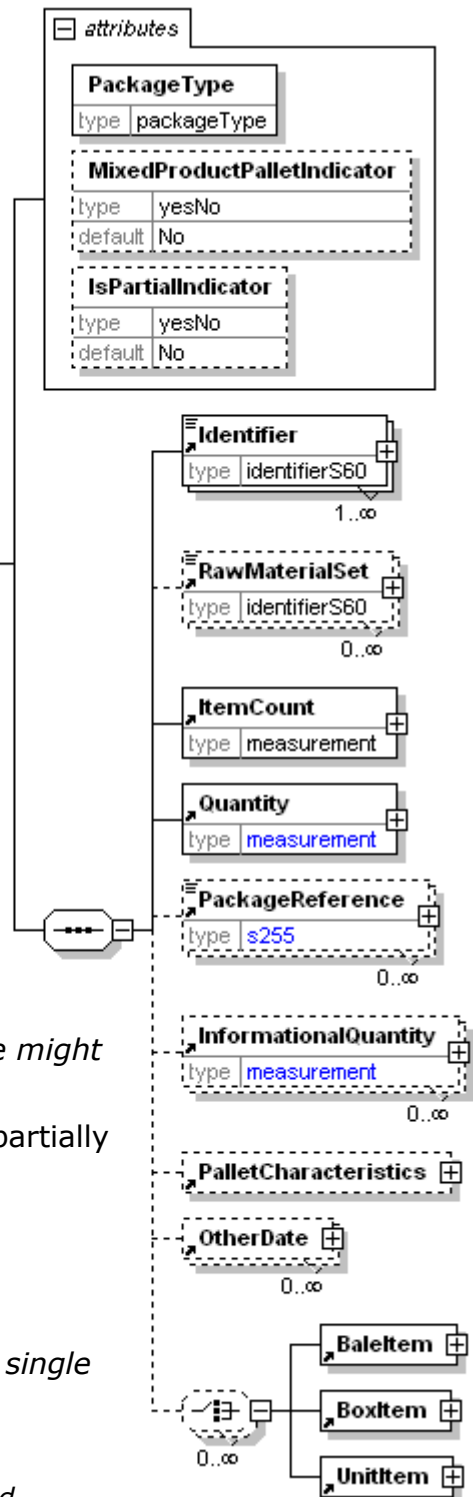 attributes
PackageType
type packageType
MixedProductPalletIndicator
type yesNo
default No
IsPartialIndicator
type yesNo
default No
Identifier
type identifierS60
1..∞
RawMaterialSet
type identifierS60
0..∞
ItemCount
type measurement
Quantity
type measurement
PackageReference
type s255
0..∞
e might
InformationalQuantity
type measurement
0..∞
partially
PalletCharacteristics
OtherDate
0..∞
single
BaleItem
BoxItem
0..∞
UnitItem